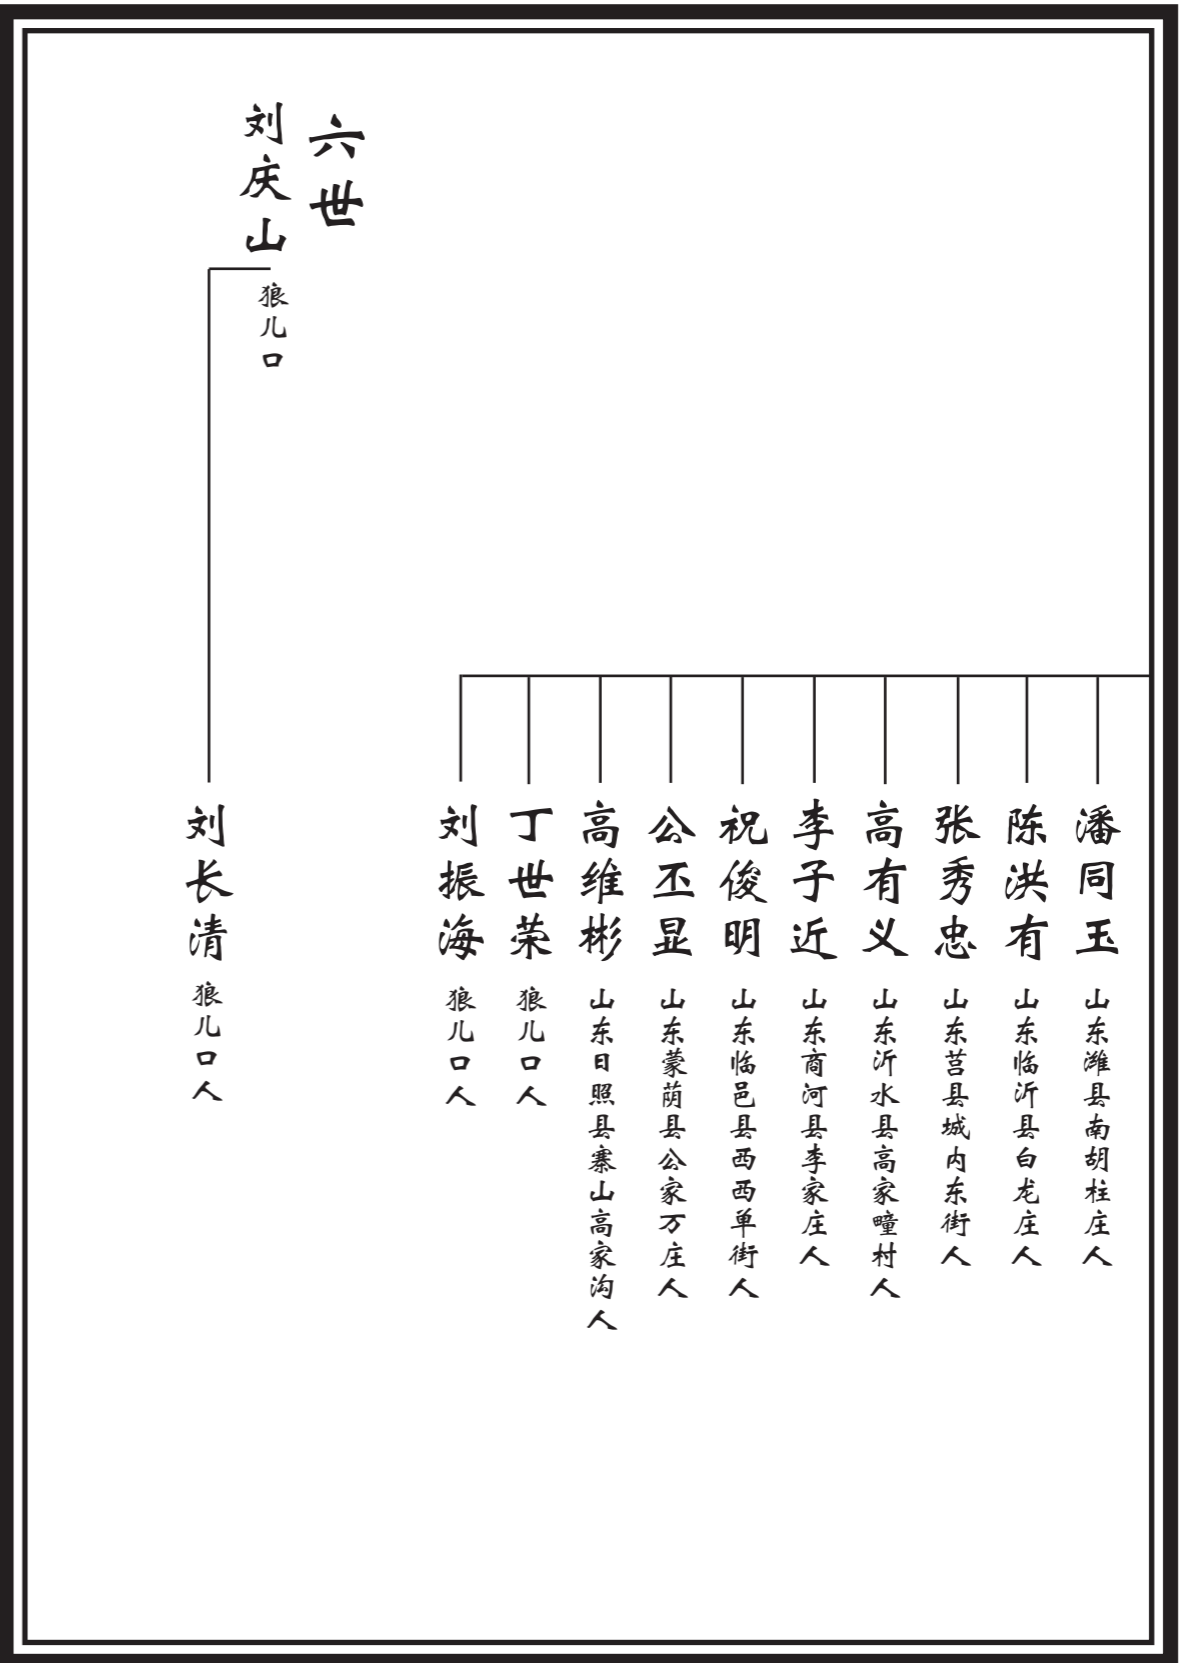 六世
刘庆山
狼儿口
潘同玉
山东潍县南胡柱庄人
陈洪有
山东临沂县白龙庄人
张秀忠
山东莒县城内东街人
高有义
山东沂水县高家疃村人
李子近
山东商河县李家庄人
祝俊明
山东临邑县西西单街人
公丕显
山东蒙荫县公家万庄人
高维彬
山东日照县寨山高家沟人
丁世荣
狼儿口人
刘振海
狼儿口人
刘长清
狼儿口人